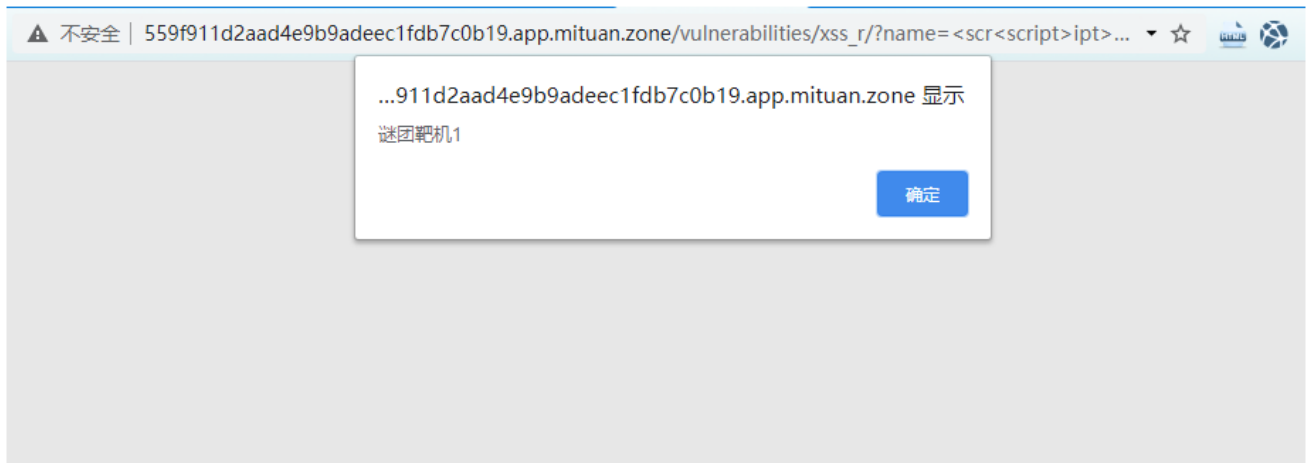 不安全 | 559f911d2aad4e9b9adeec1fdb7c0b19.app.mituan.zone/vulnerabilities/xss_r/?name=<scr<script>ipt>...
...911d2aad4e9b9adeec1fdb7c0b19.app.mituan.zone 显示
谜团靶机1
确定